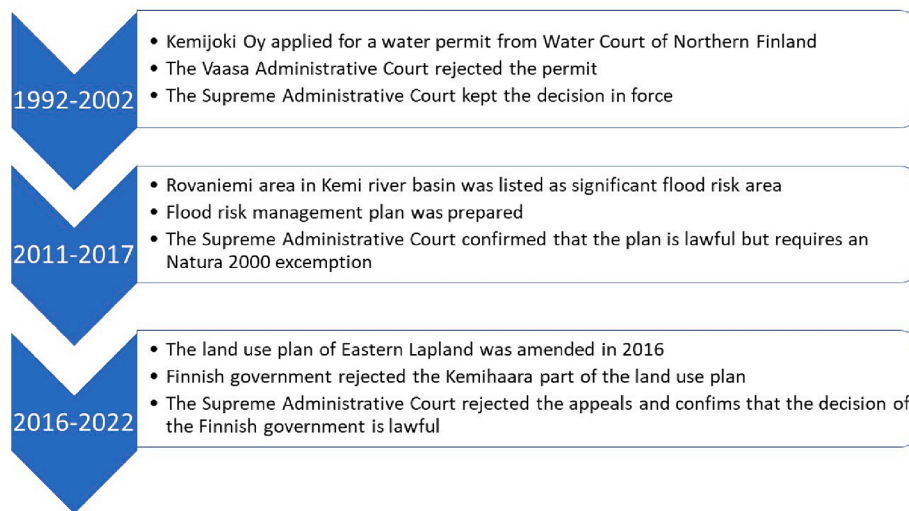 1992-2002
• Kemijoki Oy applied for a water permit from Water Court of Northern Finland
• The Vaasa Administrative Court rejected the permit
• The Supreme Administrative Court kept the decision in force
2011-2017
• Rovaniemi area in Kemi river basin was listed as significant flood risk area
• Flood risk management plan was prepared
• The Supreme Administrative Court confirmed that the plan is lawful but requires an
Natura 2000 excemption
2016-2022
• The land use plan of Eastern Lapland was amended in 2016
• Finnish government rejected the Kemihaara part of the land use plan
• The Supreme Administrative Court rejected the appeals and confims that the decision of
the Finnish government is lawful